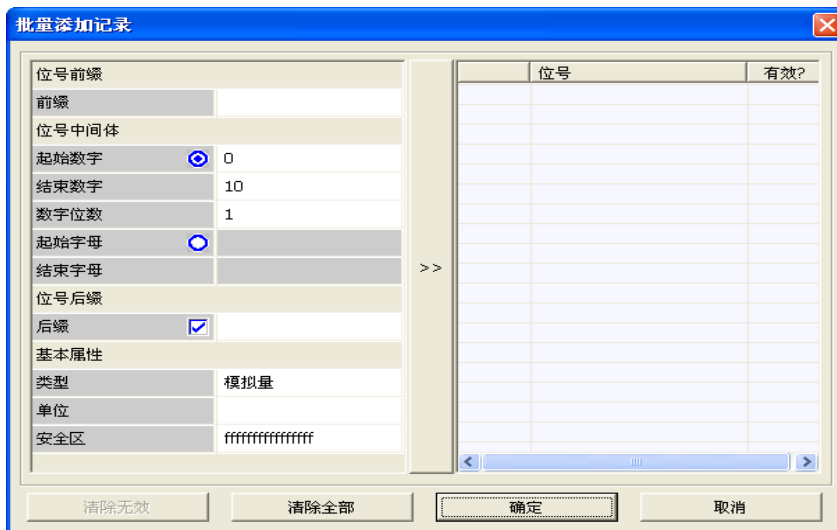 批量添加记录
位号前缀
前缀
位号中间体
起始数字 0
结束数字 10
数字位数 1
起始字母
结束字母
位号后缀
后缀
基本属性
类型 模拟量
单位
安全区 ffffffffffffffff
>>
位号 有效?
清除无效 清除全部 确定 取消